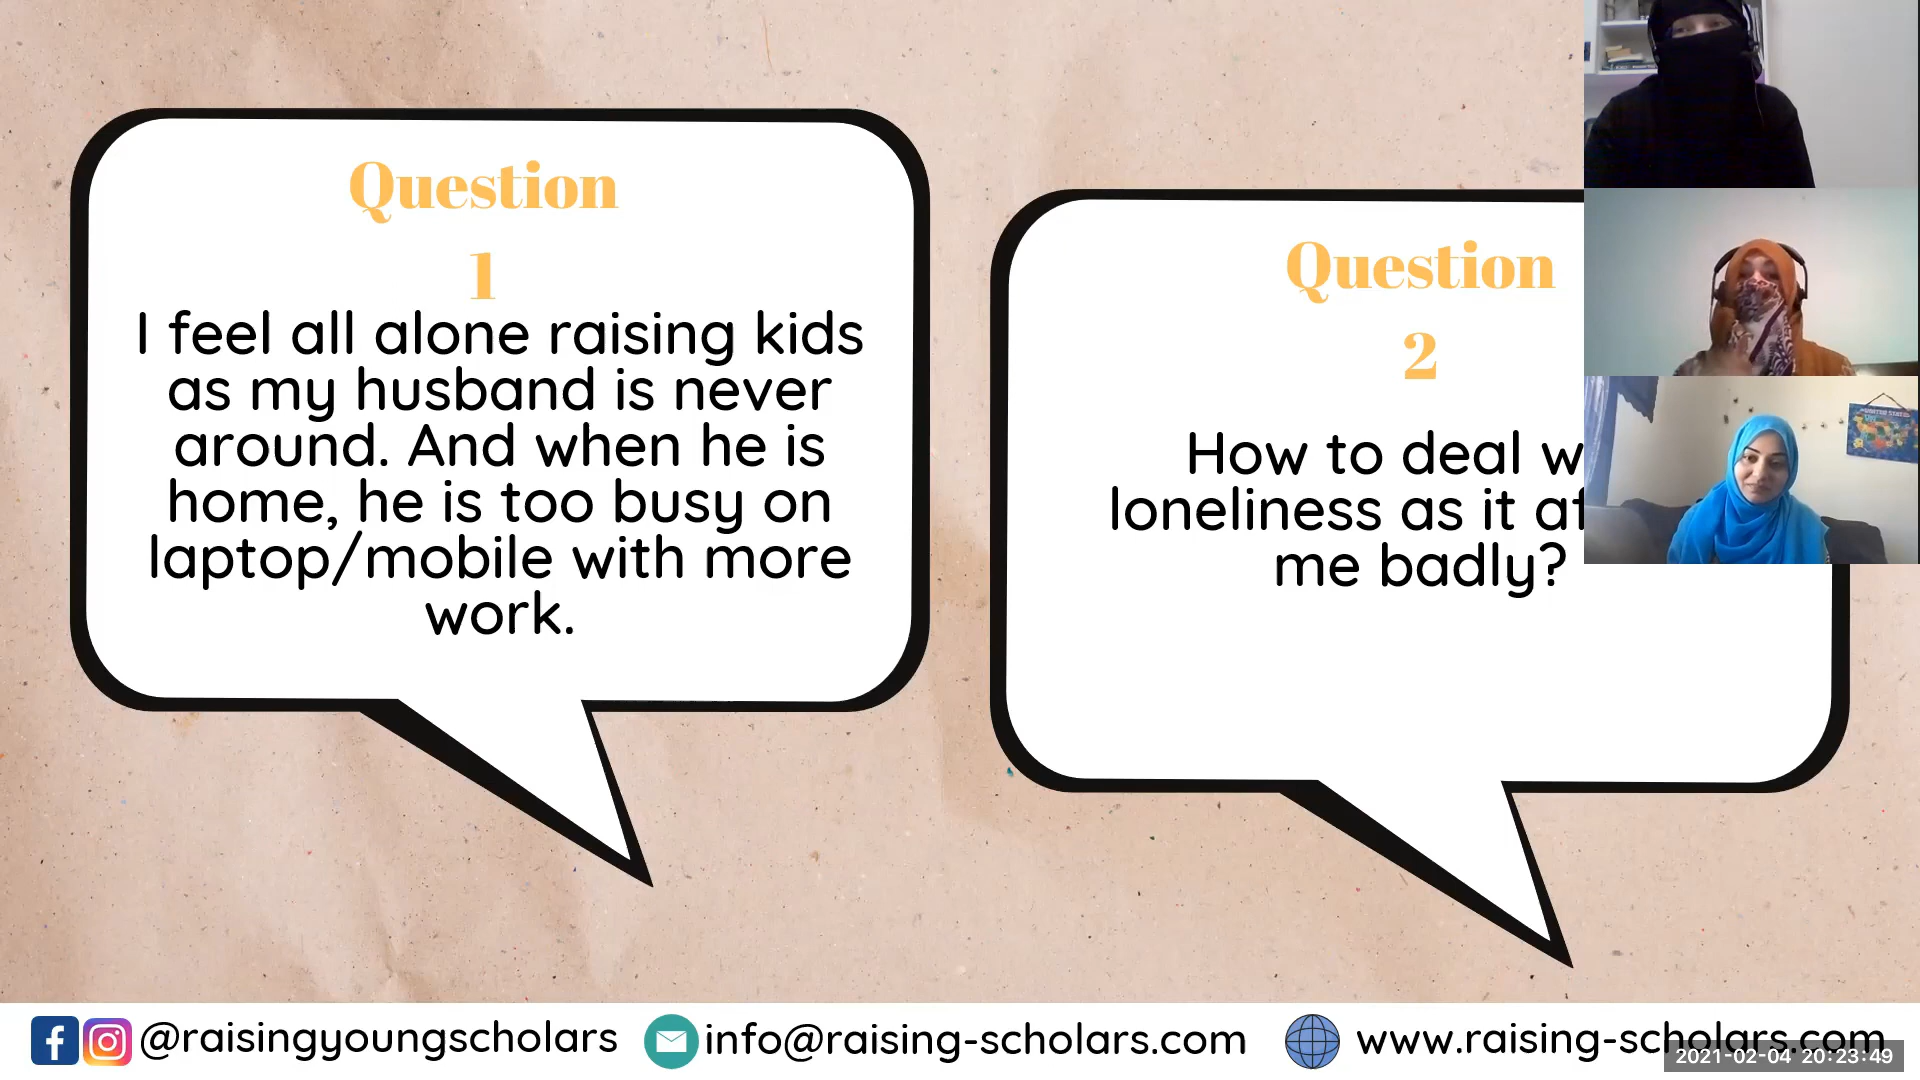 Question
1
I feel all alone raising kids
as my husband is never
around. And when he is
home, he is too busy on
laptop/mobile with more
work.
Question
2
How to deal
loneliness as it
me badly?
@raisingyoungscholars
info@raising-scholars.com
www.raising-scholars.com
2021-02-04 20:23:49